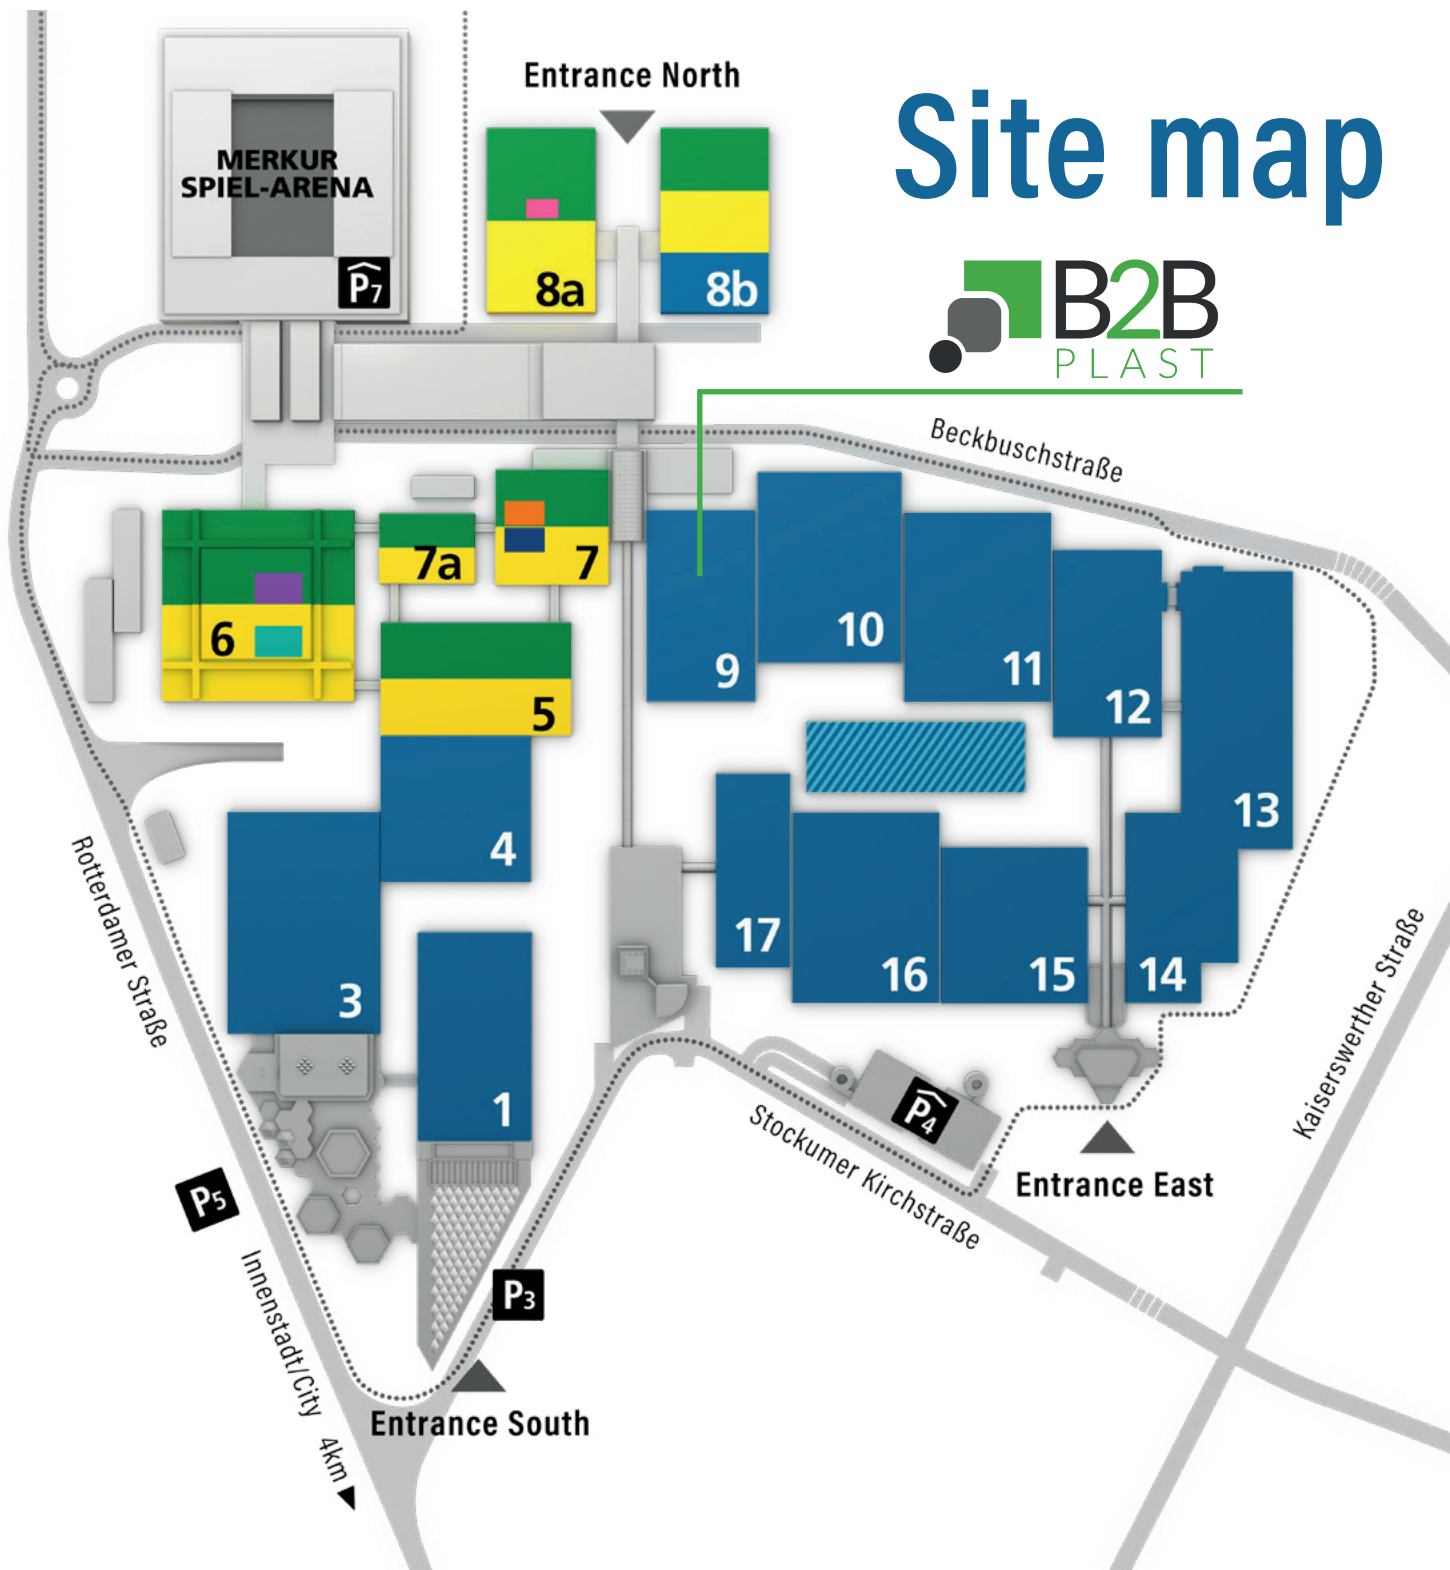 Entrance North
Site map
MERKUR
SPIEL-ARENA
P7
8a
8b
B2B
PLAST
Beckbuschstraße
7a
7
6
5
9
10
11
12
13
4
3
17
16
15
14
1
Rotterdamer Straße
Kaiserswerther Straße
P4
Stockumer Kirchstraße
Entrance East
P5
Innenstadt/City 4km
P3
Entrance South